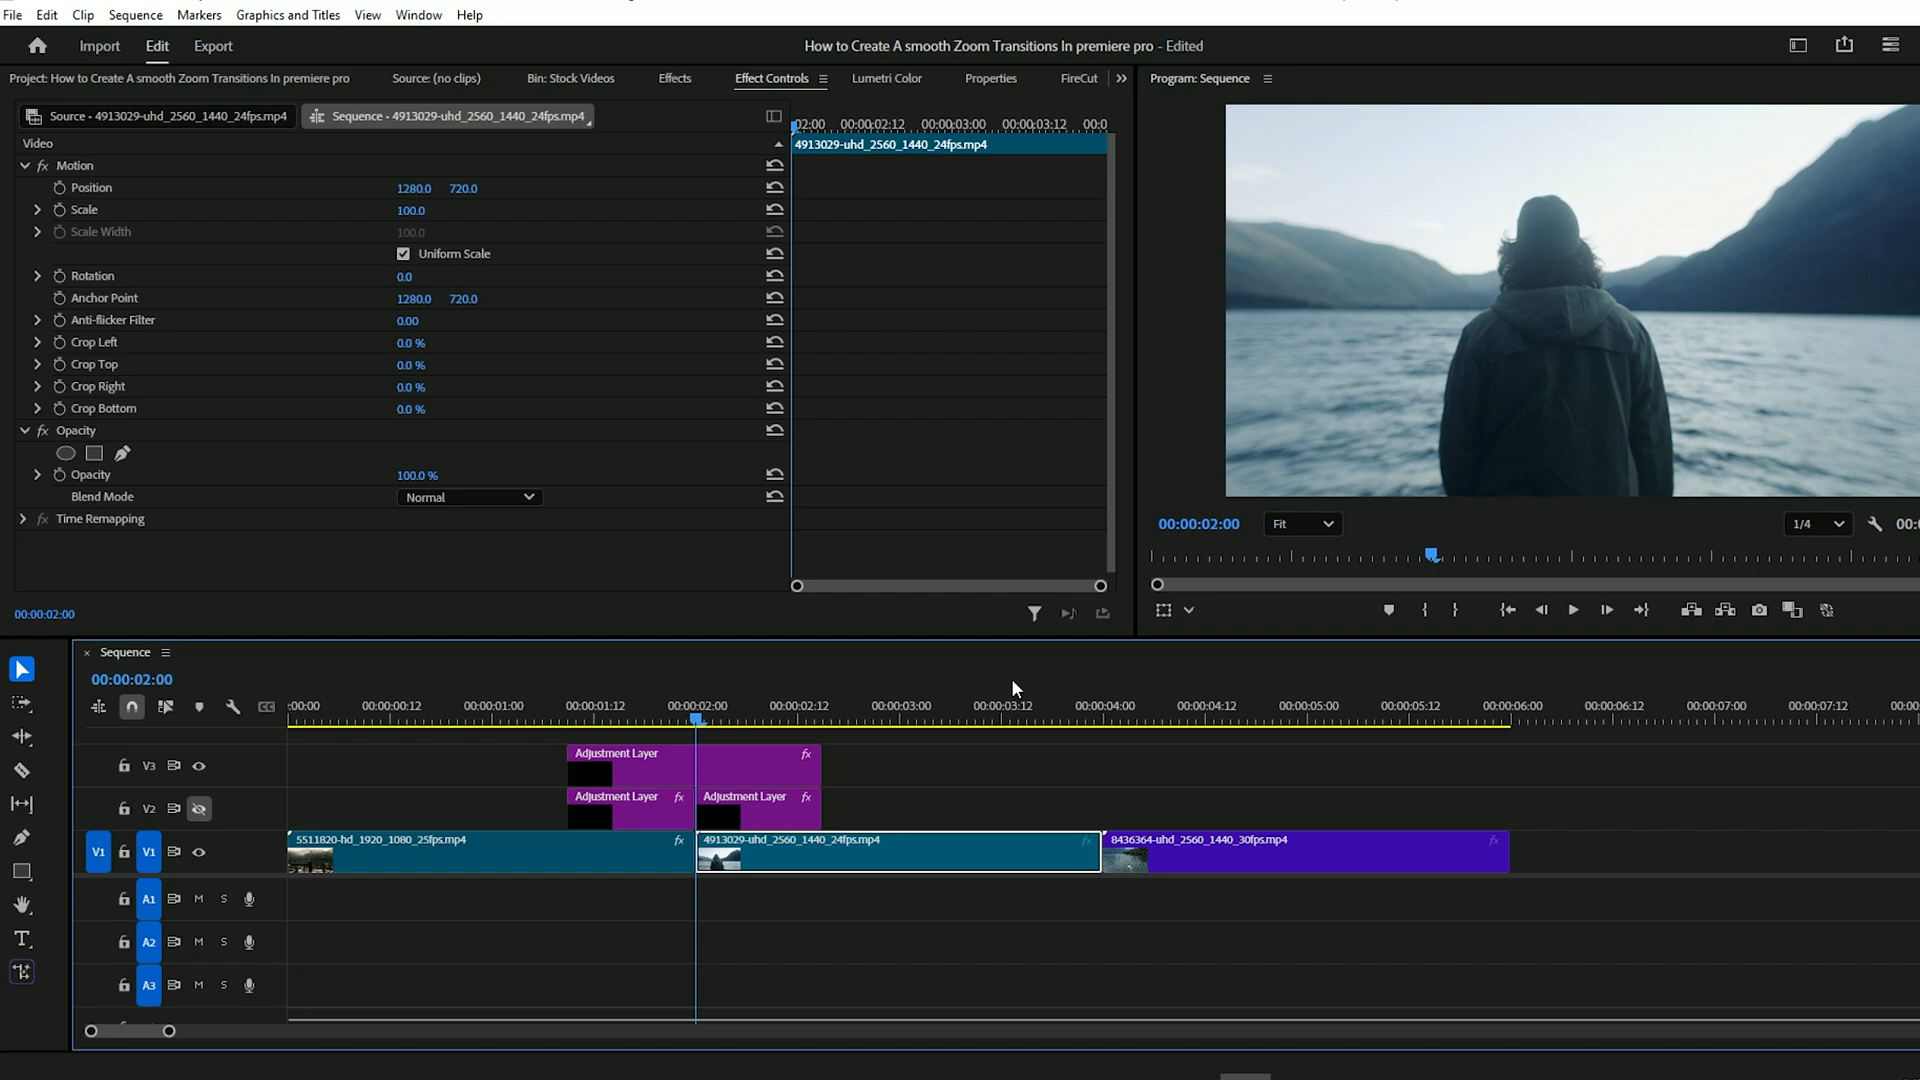 File Edit Clip Sequence Markers Graphics and Titles View Window Help
Import Edit Export How to Create A smooth Zoom Transitions In premiere pro - Edited
Project: How to Create A smooth Zoom Transitions In premiere pro Source: (no clips) Bin: Stock Videos Effects Effect Controls Lumetri Color Properties FireCut Program: Sequence
Source • 4913029-uhd_2560_1440_24fps.mp4 Sequence • 4913029-uhd_2560_1440_24fps.mp4
02:00 00:00:02:12 00:00:03:00 00:00:03:12 00:0
Video 4913029-uhd_2560_1440_24fps.mp4
fx Motion
Position 1280.0 720.0
Scale 100.0
Scale Width 100.0
Uniform Scale
Rotation 0.0
Anchor Point 1280.0 720.0
Anti-flicker Filter 0.00
Crop Left 0.0 %
Crop Top 0.0 %
Crop Right 0.0 %
Crop Bottom 0.0 %
fx Opacity
Opacity 100.0 %
Blend Mode Normal
fx Time Remapping
00:00:02:00 Fit 1/4 00:
00:00:02:00
Sequence
00:00:02:00
CC :00:00 00:00:00:12 00:00:01:00 00:00:01:12 00:00:02:00 00:00:02:12 00:00:03:00 00:00:03:12 00:00:04:00 00:00:04:12 00:00:05:00 00:00:05:12 00:00:06:00 00:00:06:12 00:00:07:00 00:00:07:12 00:00
V3 Adjustment Layer fx
V2 Adjustment Layer fx Adjustment Layer fx
V1 V1 5511820-hd_1920_1080_25fps.mp4 fx 4913029-uhd_2560_1440_24fps.mp4 fx 8436364-uhd_2560_1440_30fps.mp4 fx
A1 M S
A2 M S
A3 M S
T